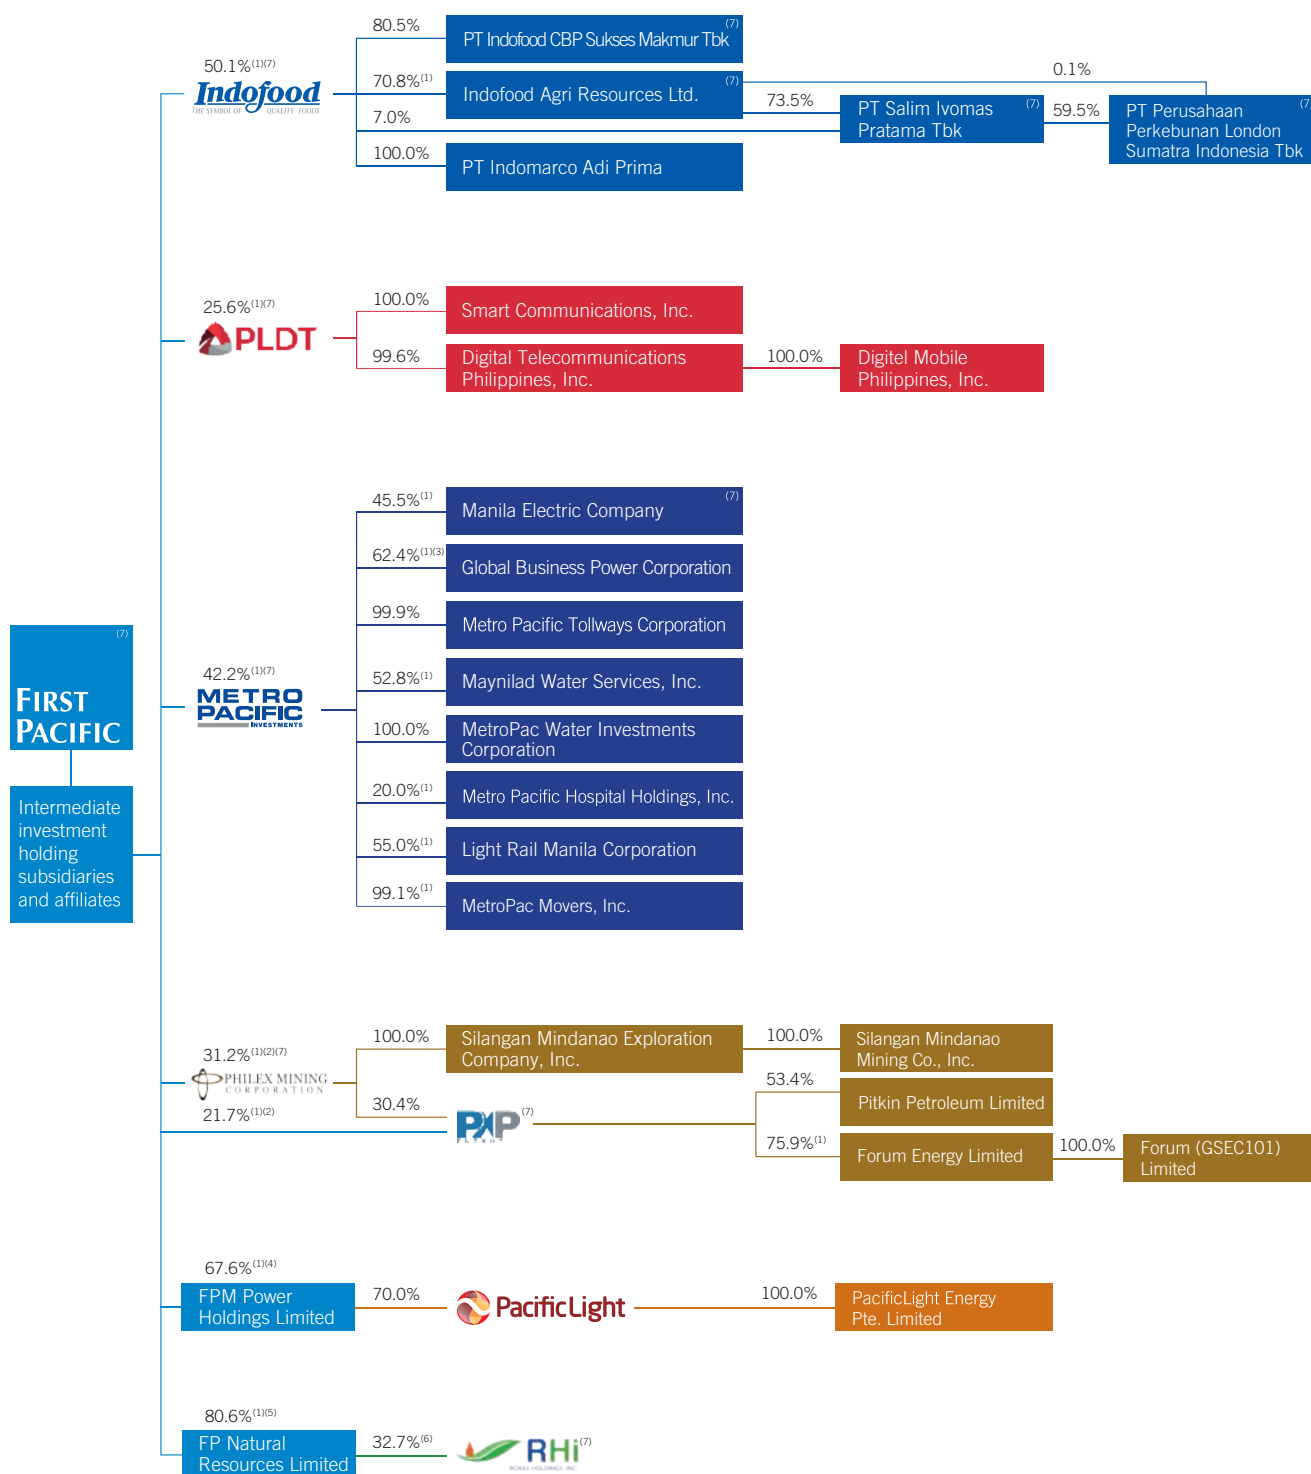 80.5%
PT Indofood CBP Sukses Makmur Tbk (7)
50.1%(1)(7)
Indofood
THE SYMBOL OF QUALITY FOODS
70.8%(1)
Indofood Agri Resources Ltd. (7)
0.1%
73.5%
7.0%
PT Salim Ivomas (7)
Pratama Tbk
59.5%
PT Perusahaan (7
Perkebunan London
Sumatra Indonesia Tbk
100.0%
PT Indomarco Adi Prima
25.6%(1)(7)
PLDT
100.0%
Smart Communications, Inc.
99.6%
Digital Telecommunications
Philippines, Inc.
100.0%
Digitel Mobile
Philippines, Inc.
45.5%(1)
Manila Electric Company (7)
62.4%(1)(3)
Global Business Power Corporation
99.9%
Metro Pacific Tollways Corporation
(7)
FIRST
PACIFIC
42.2%(1)(7)
METRO
PACIFIC
INVESTMENTS
52.8%(1)
Maynilad Water Services, Inc.
100.0%
MetroPac Water Investments
Corporation
Intermediate
investment
holding
subsidiaries
and affiliates
20.0%(1)
Metro Pacific Hospital Holdings, Inc.
55.0%(1)
Light Rail Manila Corporation
99.1%(1)
MetroPac Movers, Inc.
31.2%(1)(2)(7)
PHILEX MINING
CORPORATION
100.0%
Silangan Mindanao Exploration
Company, Inc.
100.0%
Silangan Mindanao
Mining Co., Inc.
21.7%(1)(2)
30.4%
PXP (7)
53.4%
Pitkin Petroleum Limited
75.9%(1)
Forum Energy Limited
100.0%
Forum (GSEC101)
Limited
67.6%(1)(4)
FPM Power
Holdings Limited
70.0%
PacificLight
100.0%
PacificLight Energy
Pte. Limited
80.6%(1)(5)
FP Natural
Resources Limited
32.7%(6)
RHi (7)
ROXAS HOLDINGS, INC.